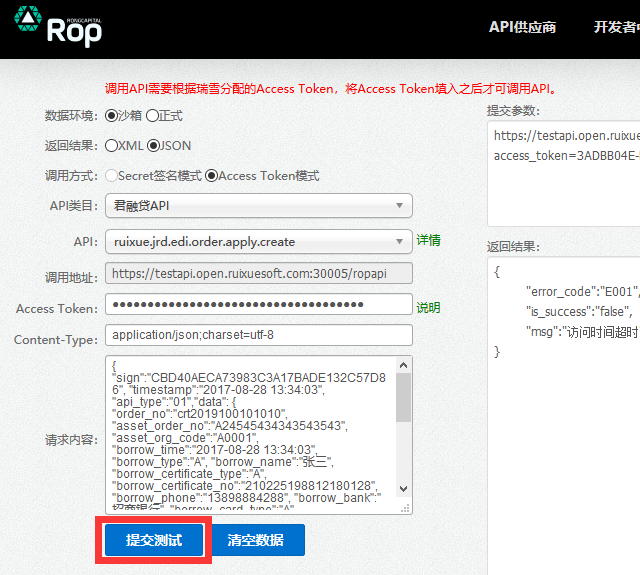 RONGCAPITAL
Rop
API供应商 开发者中
调用API需要根据瑞雪分配的Access Token，将Access Token填入之后才可调用API。
数据环境： 沙箱 正式
返回结果： XML JSON
调用方式： Secret签名模式 Access Token模式
API类目： 君融贷API
API： ruixue.jrd.edi.order.apply.create 详情
调用地址： https://testapi.open.ruixuesoft.com:30005/ropapi
Access Token： ●●●●●●●●●●●●●●●●●●●●●●●●●●●●●●●●●●●● 说明
Content-Type： application/json;charset=utf-8
请求内容：
{
"sign":"CBD40AECA73983C3A17BADE132C57D8
6", "timestamp":"2017-08-28 13:34:03",
"api_type":"01","data": {
"order_no":"crt2019100101010",
"asset_order_no":"A24545434343543543",
"asset_org_code":"A0001",
"borrow_time":"2017-08-28 13:34:03",
"borrow_type":"A", "borrow_name":"张三",
"borrow_certificate_type":"A",
"borrow_certificate_no":"210225198812180128",
"borrow_phone":"13898884288", "borrow_bank":"
招商银行", "borrow_card_type":"A",
提交测试 清空数据
提交参数：
https://testapi.open.ruixue
access_token=3ADBB04E-
返回结果：
{
"error_code":"E001",
"is_success":"false",
"msg":"访问时间超时
}